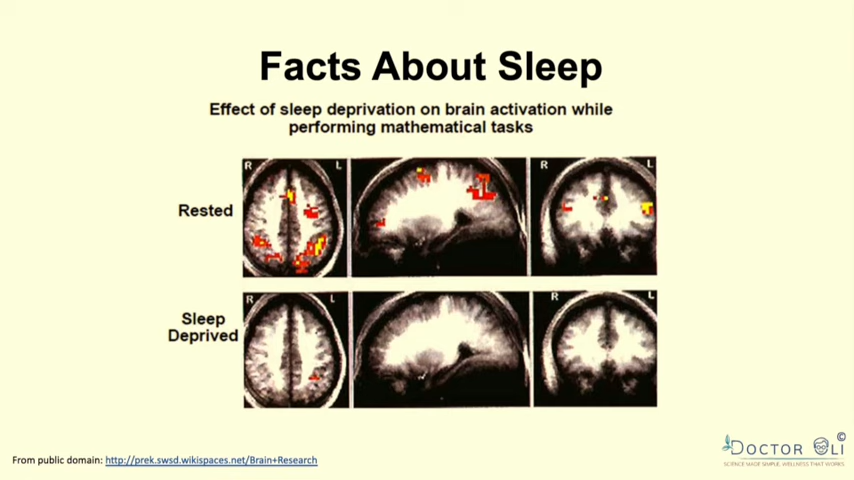 Facts About Sleep
Effect of sleep deprivation on brain activation while
performing mathematical tasks
R L
R L
Rested
R L
R L
Sleep
Deprived
From public domain: http://prek.swsd.wikispaces.net/Brain+Research
DOCTOR OLI ©
SCIENCE MADE SIMPLE. WELLNESS THAT WORKS